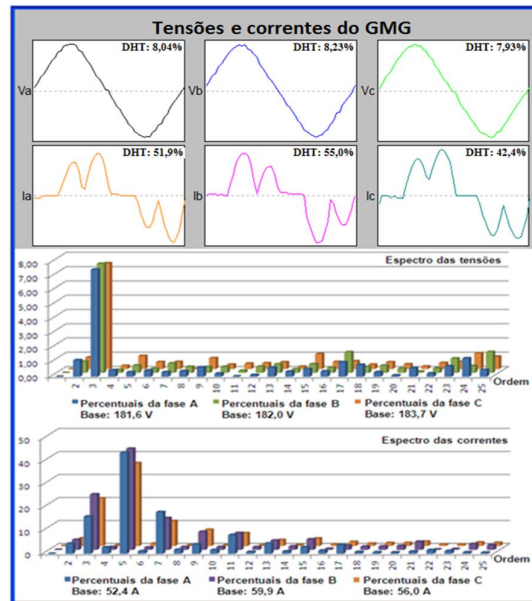 Tensões e correntes do GMG
DHT: 8,04%
Va
DHT: 8,23%
Vb
DHT: 7,93%
Vc
DHT: 51,9%
Ia
DHT: 55,0%
Ib
DHT: 42,4%
Ic
Espectro das tensões
8,00
7,00
6,00
5,00
4,00
3,00
2,00
1,00
0,00
2 3 4 5 6 7 8 9 10 11 12 13 14 15 16 17 18 19 20 21 22 23 24 25 Ordem
Percentuais da fase A Percentuais da fase B Percentuais da fase C
Base: 181,6 V Base: 182,0 V Base: 183,7 V
Espectro das correntes
50
40
30
20
10
0
2 3 4 5 6 7 8 9 10 11 12 13 14 15 16 17 18 19 20 21 22 23 24 25 Ordem
Percentuais da fase A Percentuais da fase B Percentuais da fase C
Base: 52,4 A Base: 59,9 A Base: 56,0 A